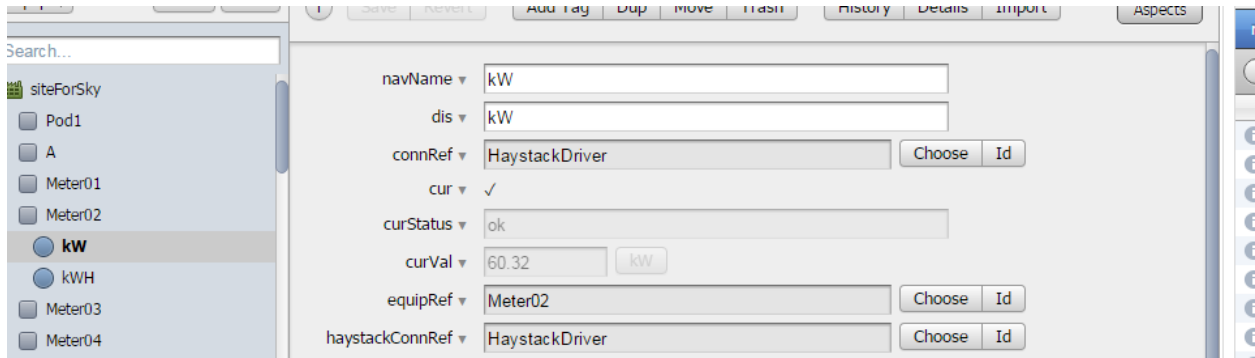 Save Revert Add Tag Dup Move Trash History Details Import Aspects
Search...
siteForSky
Pod1
A
Meter01
Meter02
kW
kWH
Meter03
Meter04
navName kW
dis kW
connRef HaystackDriver Choose Id
cur ✓
curStatus ok
curVal 60.32 kW
equipRef Meter02 Choose Id
haystackConnRef HaystackDriver Choose Id